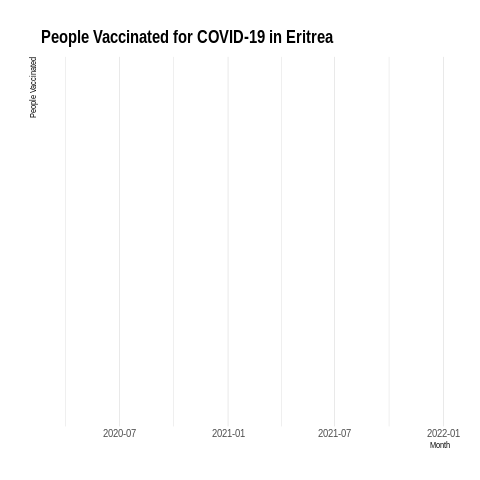 People Vaccinated for COVID-19 in Eritrea
People Vaccinated
2020-07 2021-01 2021-07 2022-01
Month